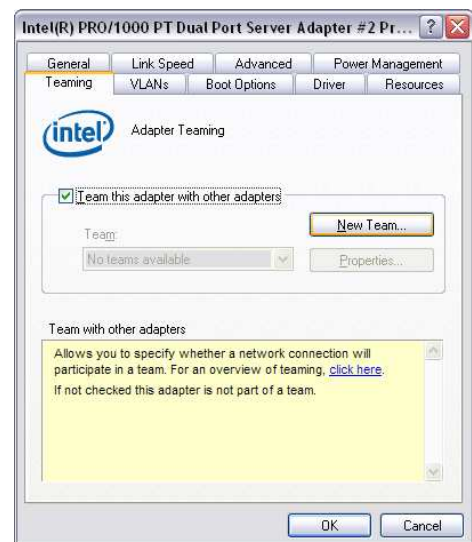 Intel(R) PRO/1000 PT Dual Port Server Adapter #2 Pr...
General Link Speed Advanced Power Management
Teaming VLANs Boot Options Driver Resources
intel Adapter Teaming
Team this adapter with other adapters
New Team...
Team:
No teams available
Properties...
Team with other adapters
Allows you to specify whether a network connection will
participate in a team. For an overview of teaming, click here.
If not checked this adapter is not part of a team.
OK Cancel